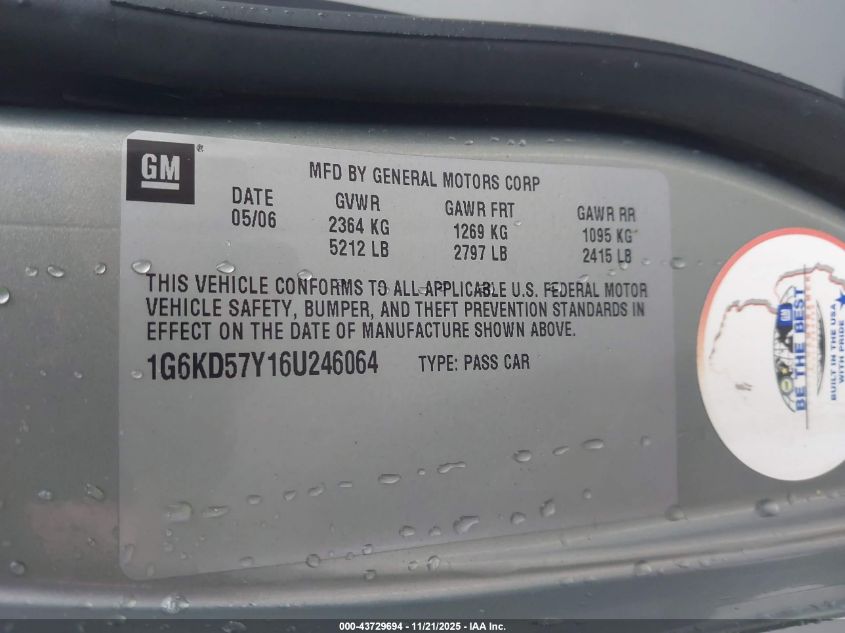 GM ®
MFD BY GENERAL MOTORS CORP
DATE GVWR GAWR FRT GAWR RR
05/06 2364 KG 1269 KG 1095 KG
5212 LB 2797 LB 2415 LB
THIS VEHICLE CONFORMS TO ALL APPLICABLE U.S. FEDERAL MOTOR
VEHICLE SAFETY, BUMPER, AND THEFT PREVENTION STANDARDS IN
EFFECT ON THE DATE OF MANUFACTURE SHOWN ABOVE.
1G6KD57Y16U246064 TYPE: PASS CAR
GM
BE THE BEST
BUILT IN THE USA
WITH PRIDE
000-43729694 - 11/21/2025 - IAA Inc.